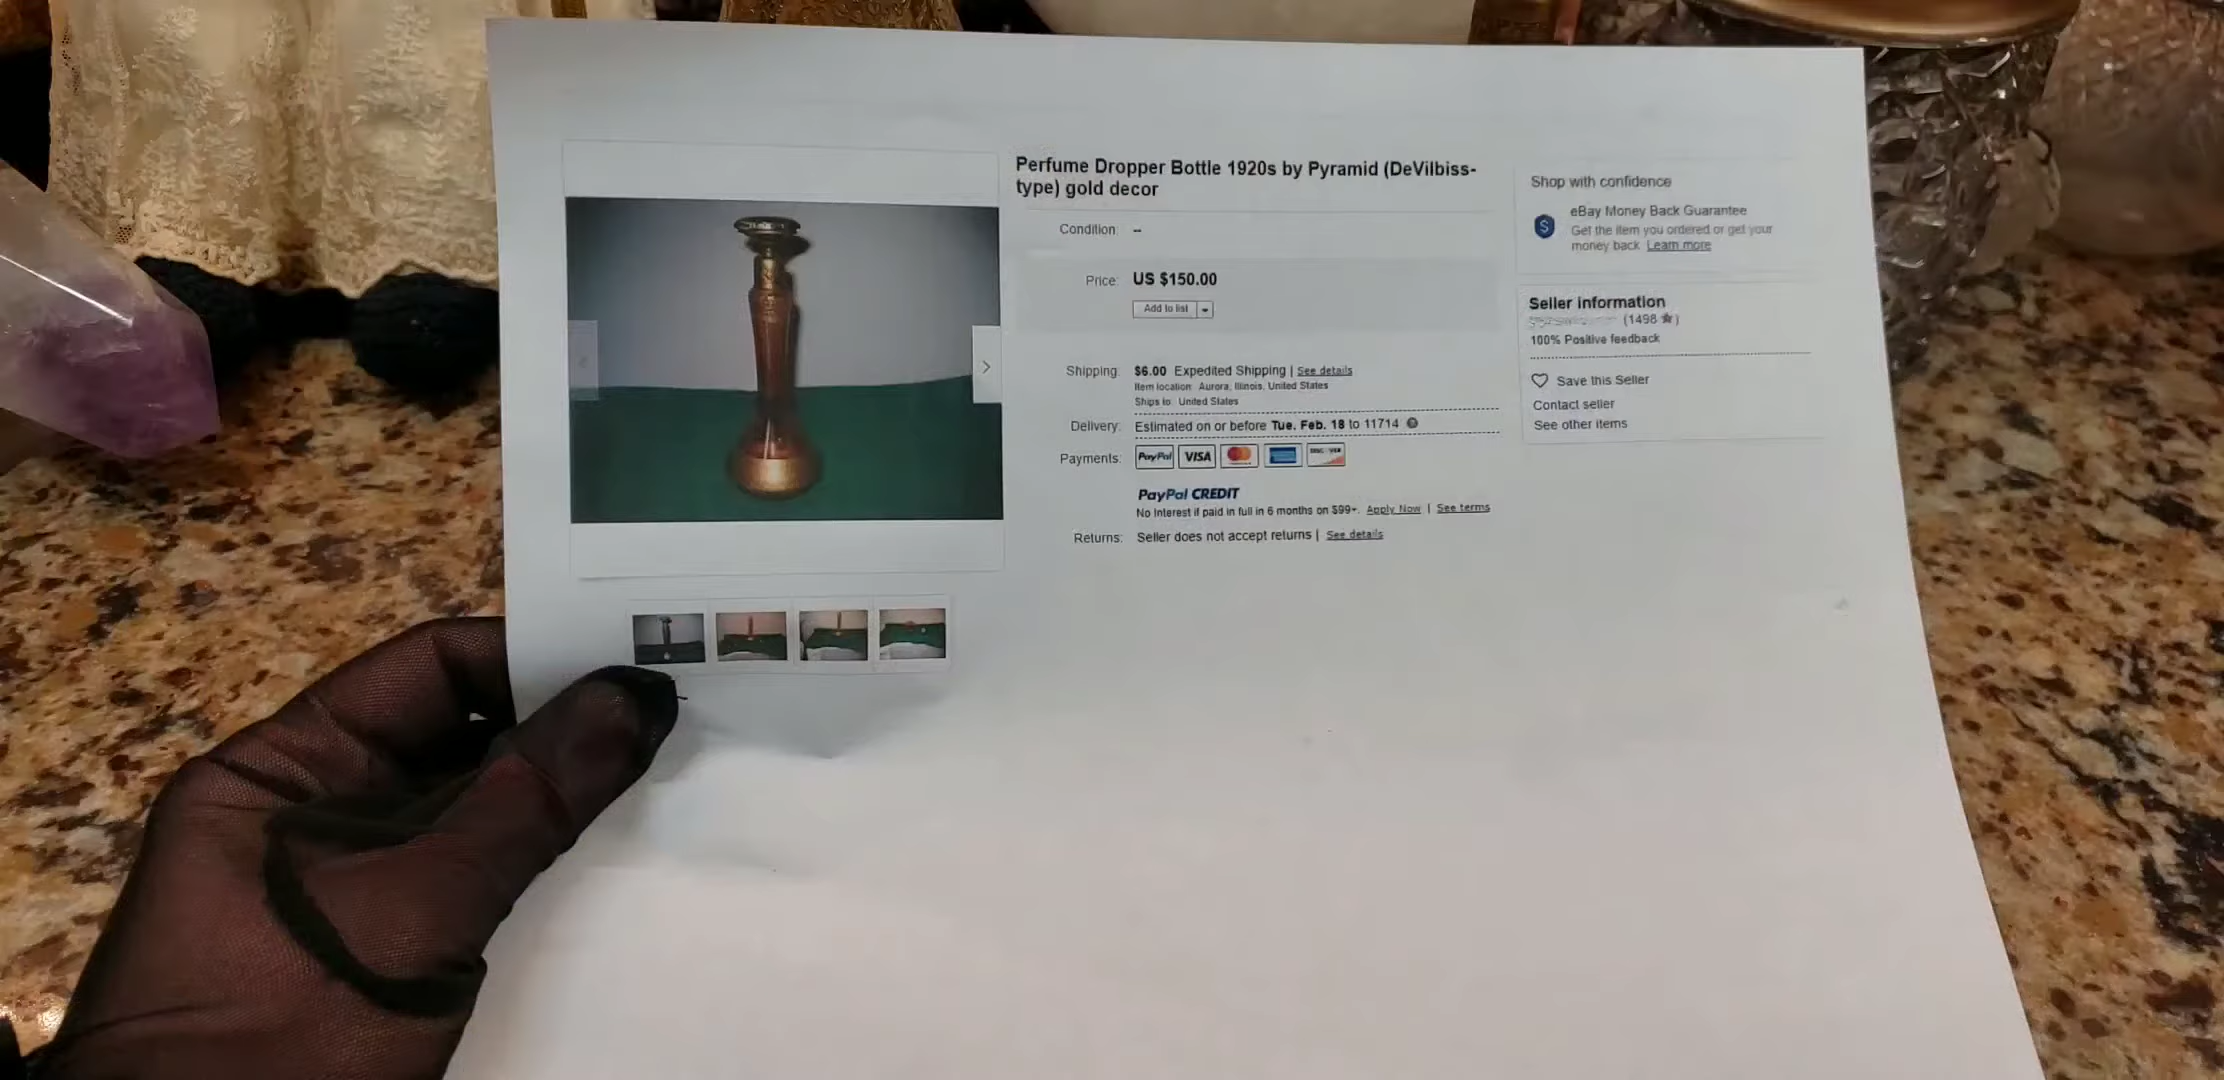 Perfume Dropper Bottle 1920s by Pyramid (DeVilbiss-
type) gold decor
Condition: --
Price: US $150.00
Add to list
Shipping: $6.00 Expedited Shipping | See details
Item location: Aurora, Illinois, United States
Ships to: United States
Delivery: Estimated on or before Tue. Feb. 18 to 11714
Payments: PayPal VISA DISCOVER
PayPal CREDIT
No Interest if paid in full in 6 months on $99+. Apply Now | See terms
Returns: Seller does not accept returns | See details
Shop with confidence
$ eBay Money Back Guarantee
Get the item you ordered or get your
money back. Learn more
Seller information
(1498 ★)
100% Positive feedback
Save this Seller
Contact seller
See other items